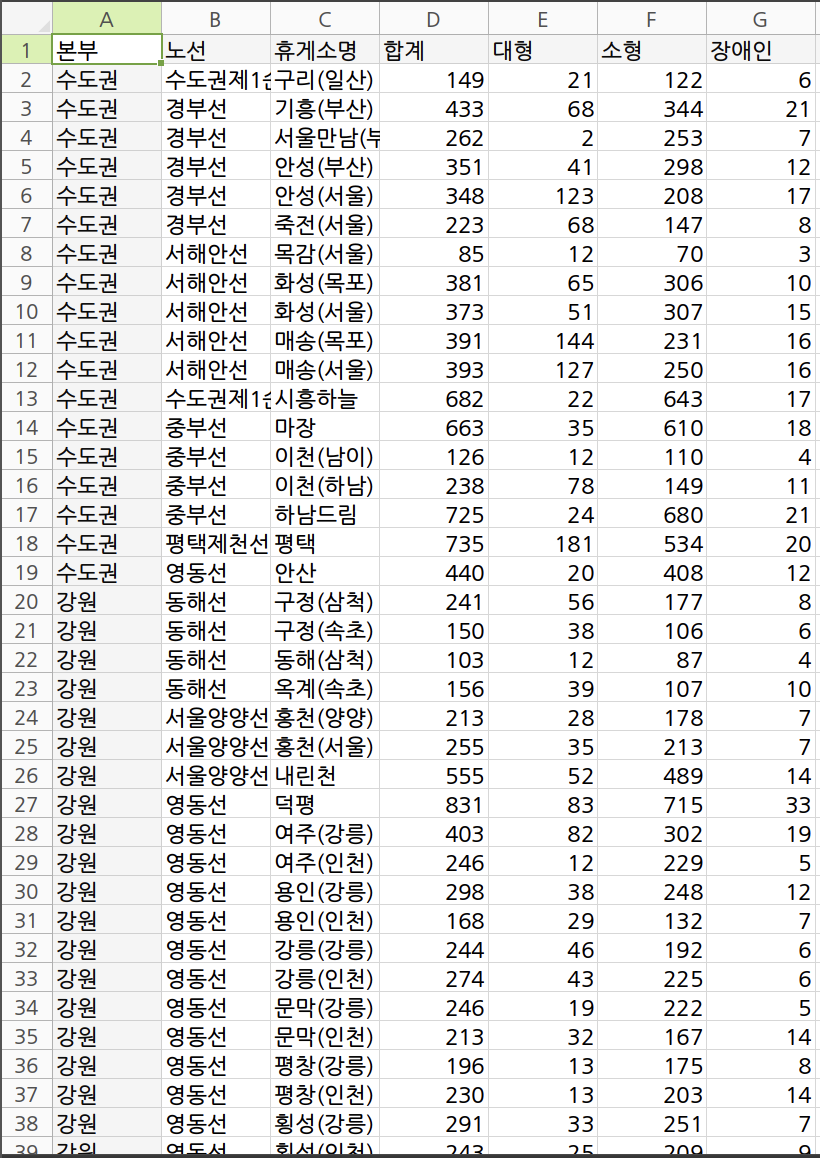 A B C D E F G
1 본부 노선 휴게소명 합계 대형 소형 장애인
2 수도권 수도권제1순 구리(일산) 149 21 122 6
3 수도권 경부선 기흥(부산) 433 68 344 21
4 수도권 경부선 서울만남(부 262 2 253 7
5 수도권 경부선 안성(부산) 351 41 298 12
6 수도권 경부선 안성(서울) 348 123 208 17
7 수도권 경부선 죽전(서울) 223 68 147 8
8 수도권 서해안선 목감(서울) 85 12 70 3
9 수도권 서해안선 화성(목포) 381 65 306 10
10 수도권 서해안선 화성(서울) 373 51 307 15
11 수도권 서해안선 매송(목포) 391 144 231 16
12 수도권 서해안선 매송(서울) 393 127 250 16
13 수도권 수도권제1순 시흥하늘 682 22 643 17
14 수도권 중부선 마장 663 35 610 18
15 수도권 중부선 이천(남이) 126 12 110 4
16 수도권 중부선 이천(하남) 238 78 149 11
17 수도권 중부선 하남드림 725 24 680 21
18 수도권 평택제천선 평택 735 181 534 20
19 수도권 영동선 안산 440 20 408 12
20 강원 동해선 구정(삼척) 241 56 177 8
21 강원 동해선 구정(속초) 150 38 106 6
22 강원 동해선 동해(삼척) 103 12 87 4
23 강원 동해선 옥계(속초) 156 39 107 10
24 강원 서울양양선 홍천(양양) 213 28 178 7
25 강원 서울양양선 홍천(서울) 255 35 213 7
26 강원 서울양양선 내린천 555 52 489 14
27 강원 영동선 덕평 831 83 715 33
28 강원 영동선 여주(강릉) 403 82 302 19
29 강원 영동선 여주(인천) 246 12 229 5
30 강원 영동선 용인(강릉) 298 38 248 12
31 강원 영동선 용인(인천) 168 29 132 7
32 강원 영동선 강릉(강릉) 244 46 192 6
33 강원 영동선 강릉(인천) 274 43 225 6
34 강원 영동선 문막(강릉) 246 19 222 5
35 강원 영동선 문막(인천) 213 32 167 14
36 강원 영동선 평창(강릉) 196 13 175 8
37 강원 영동선 평창(인천) 230 13 203 14
38 강원 영동선 횡성(강릉) 291 33 251 7
39 강원 영동선 횡성(인천) 243 25 209 9